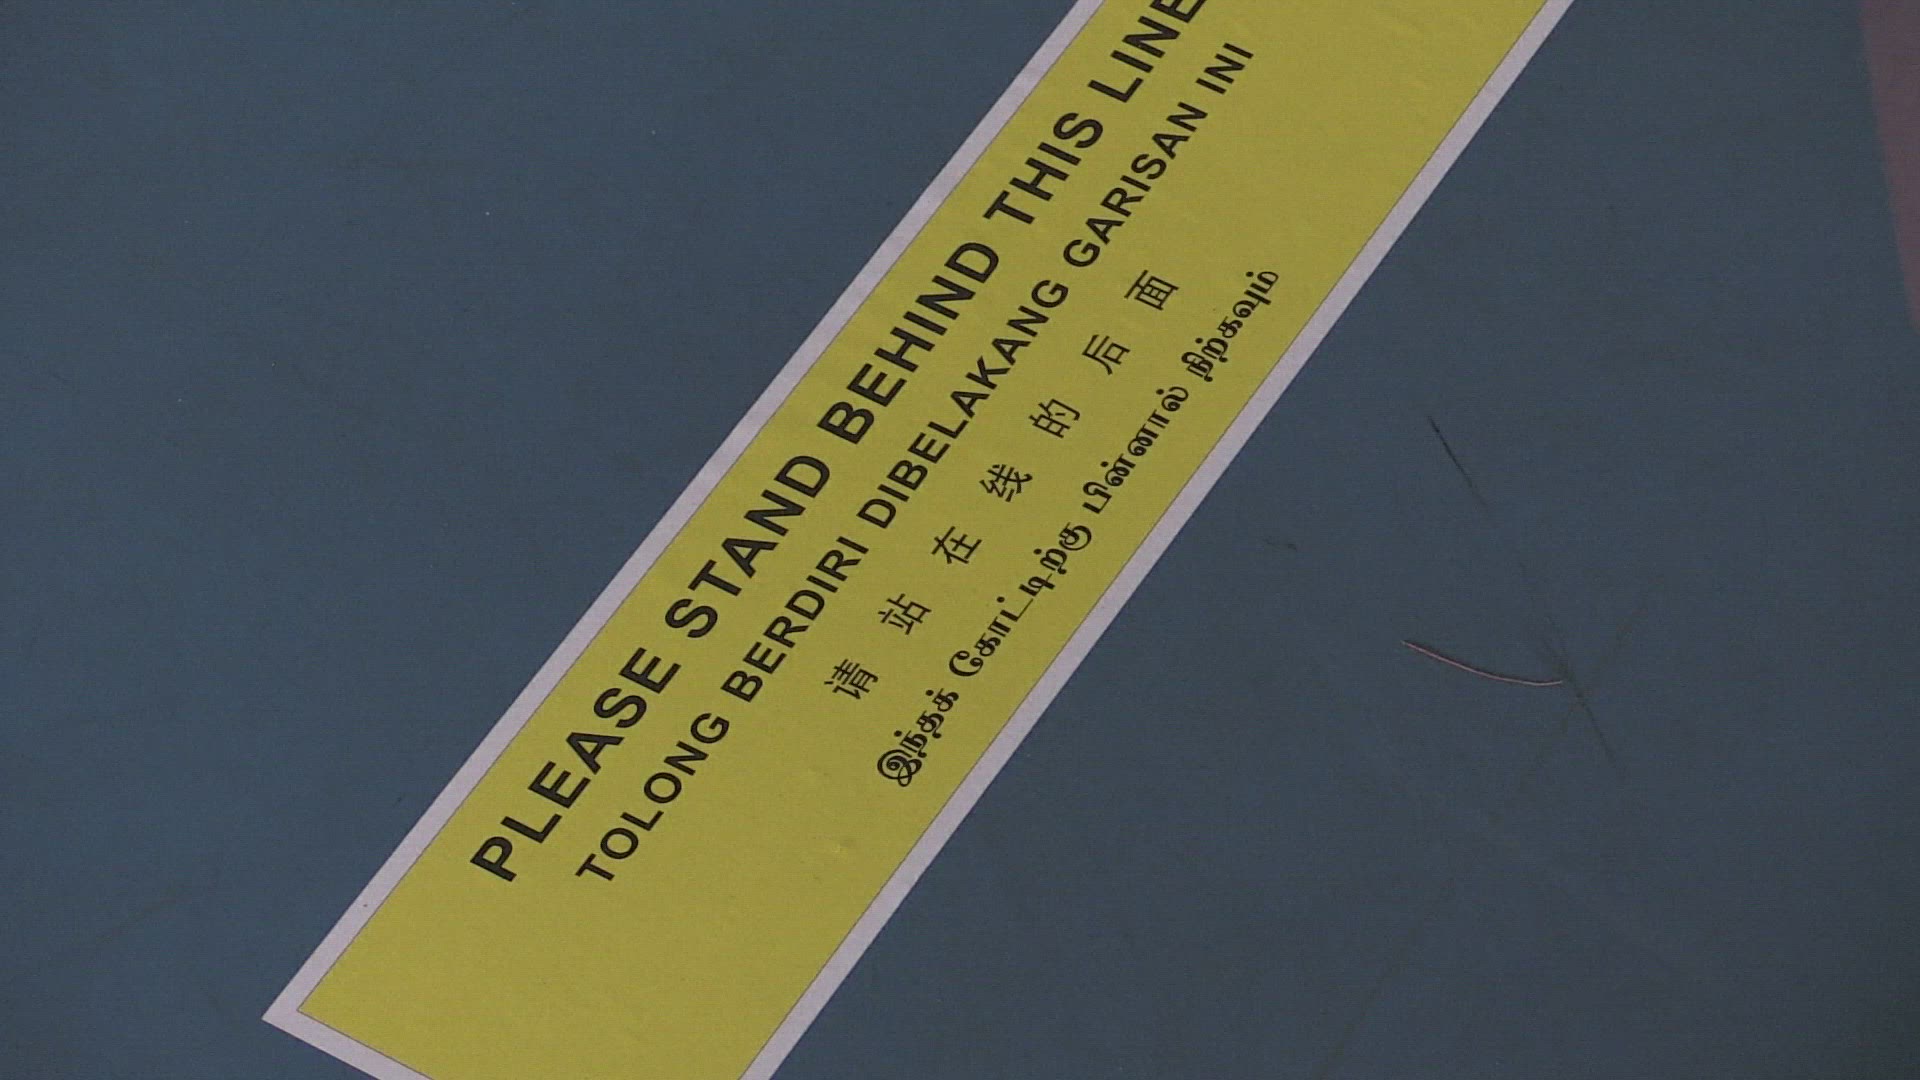 PLEASE STAND BEHIND THIS LINE
TOLONG BERDIRI DIBELAKANG GARISAN INI
请站在线的后面
இந்தக் கோட்டிற்கு பின்னால் நிற்கவும்